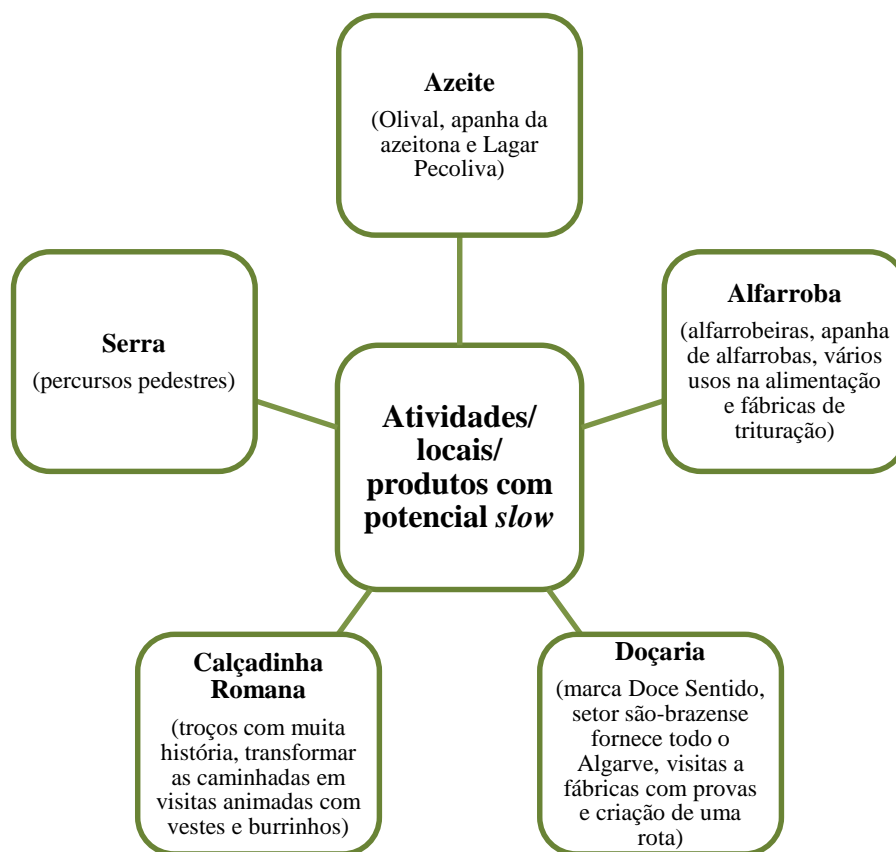 Azeite
(Olival, apanha da
azeitona e Lagar
Pecoliva)
Serra
(percursos pedestres)
Alfarroba
(alfarrobeiras, apanha
de alfarrobas, vários
usos na alimentação
e fábricas de
trituração)
Atividades/
locais/
produtos com
potencial slow
Calçadinha
Romana
(troços com muita
história, transformar
as caminhadas em
visitas animadas com
vestes e burrinhos)
Doçaria
(marca Doce Sentido,
setor são-brazense
fornece todo o
Algarve, visitas a
fábricas com provas
e criação de uma
rota)